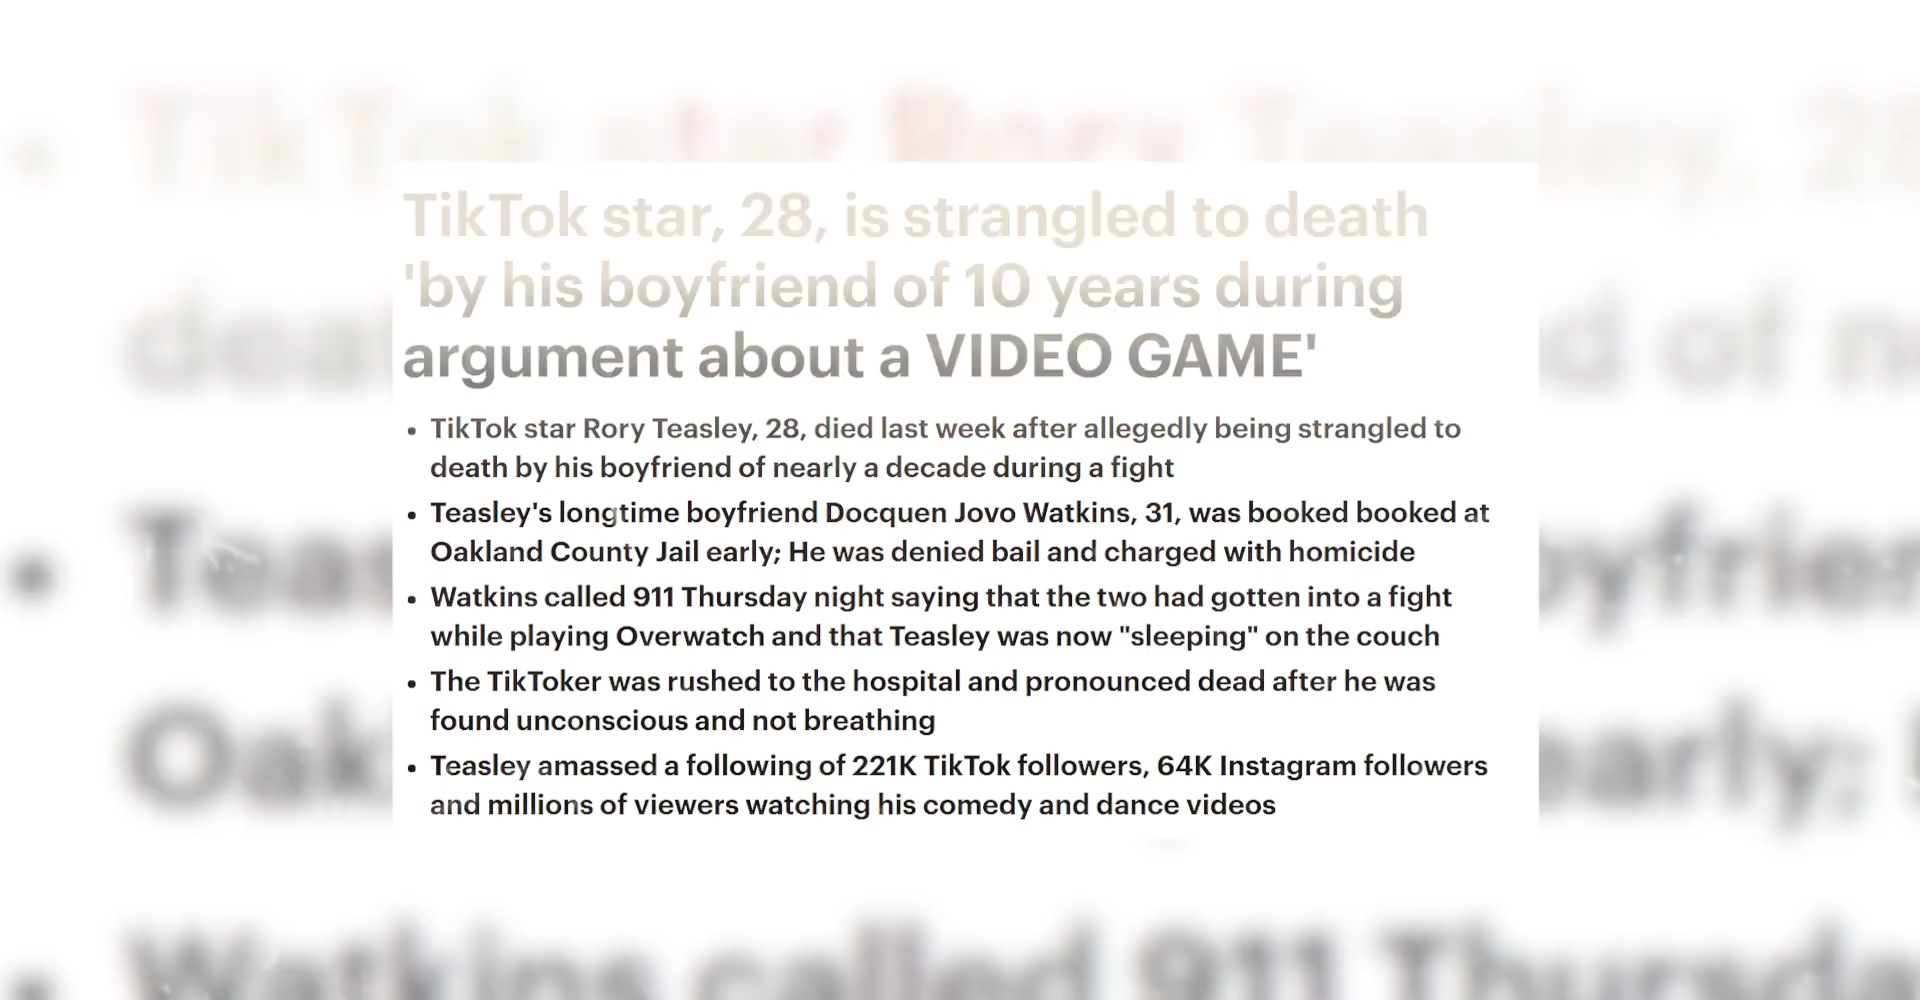 TikTok star, 28, is strangled to death
'by his boyfriend of 10 years during
argument about a VIDEO GAME'
• TikTok star Rory Teasley, 28, died last week after allegedly being strangled to
death by his boyfriend of nearly a decade during a fight
• Teasley's longtime boyfriend Docquen Jovo Watkins, 31, was booked booked at
Oakland County Jail early; He was denied bail and charged with homicide
• Watkins called 911 Thursday night saying that the two had gotten into a fight
while playing Overwatch and that Teasley was now "sleeping" on the couch
• The TikToker was rushed to the hospital and pronounced dead after he was
found unconscious and not breathing
• Teasley amassed a following of 221K TikTok followers, 64K Instagram followers
and millions of viewers watching his comedy and dance videos